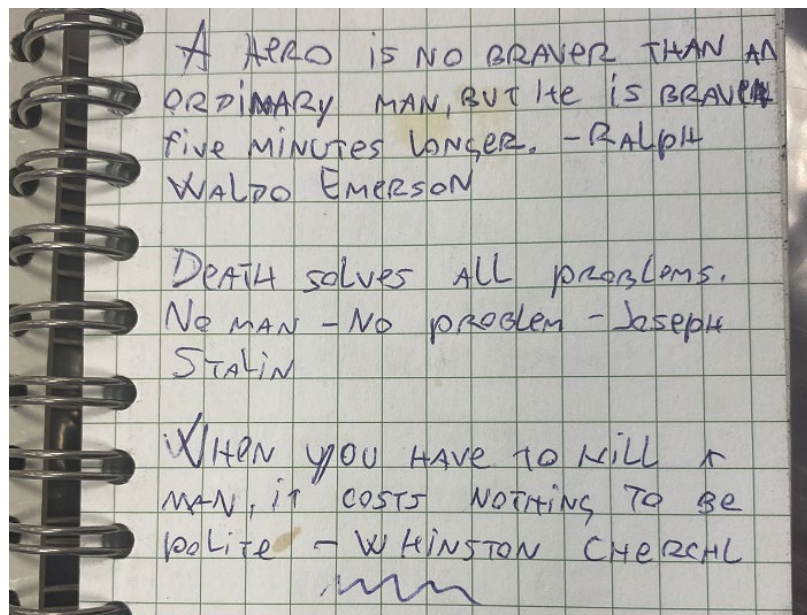 A HERO IS NO BRAVER THAN AN
ORDINARY MAN, BUT He is BRAVER
five MINUTES LONGER. - RALPH
WALDO EMERSON
DEATH solves ALL problems.
No MAN - NO problem - Joseph
STALIN
WHEN YOU HAVE TO KILL A
MAN, iT COSTS NOTHING TO Be
poLiTe - WHINSTON CHERCHL